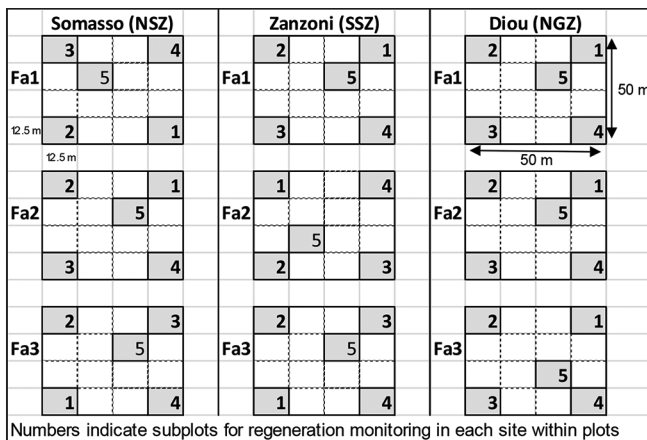 Somasso (NSZ) Zanzoni (SSZ) Diou (NGZ)
3 4 2 1 2 1
Fa1 5 Fa1 5 Fa1 5
50 m
12.5 m 2 1 3 4 3 4
12.5 m 50 m
2 1 1 4 2 1
Fa2 5 Fa2 Fa2 5
5
3 4 2 3 3 4
2 3 2 3 2 1
Fa3 5 Fa3 5 Fa3
5
1 4 1 4 3 4
Numbers indicate subplots for regeneration monitoring in each site within plots